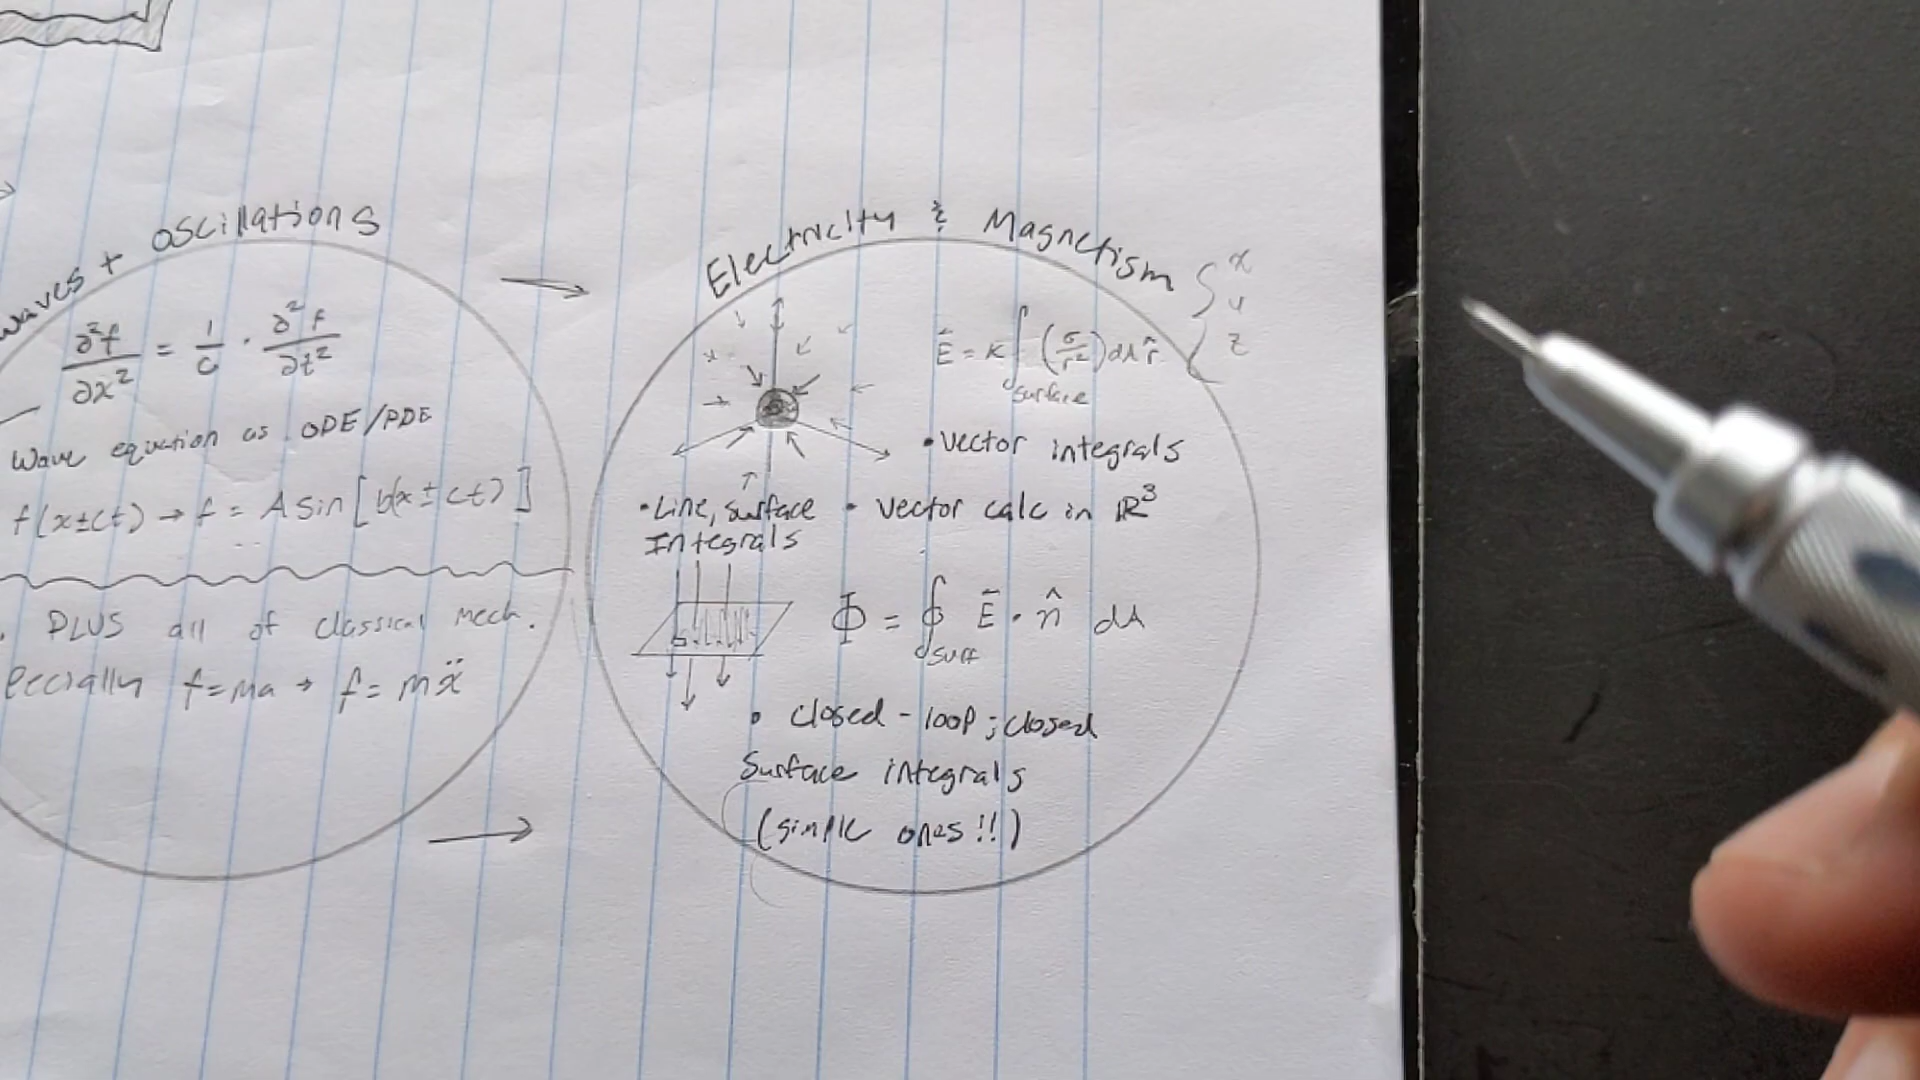 waves + oscillations
∂²f/∂x² = 1/c · ∂²f/∂t²
Wave equation as ODE/PDE
f(x±ct) → f = A sin[b(x±ct)]
PLUS all of classical mech.
f=ma → f = mẍ
Electricity & Magnetism
x
y
z
E̅ = K∫surface (σ/r²)dA r̂
• vector integrals
• Line, surface
Integrals
• vector calc in ℝ³
Φ = ∮surf E̅ · n̂ dA
• closed-loop; closed
surface integrals
(simple ones!!)